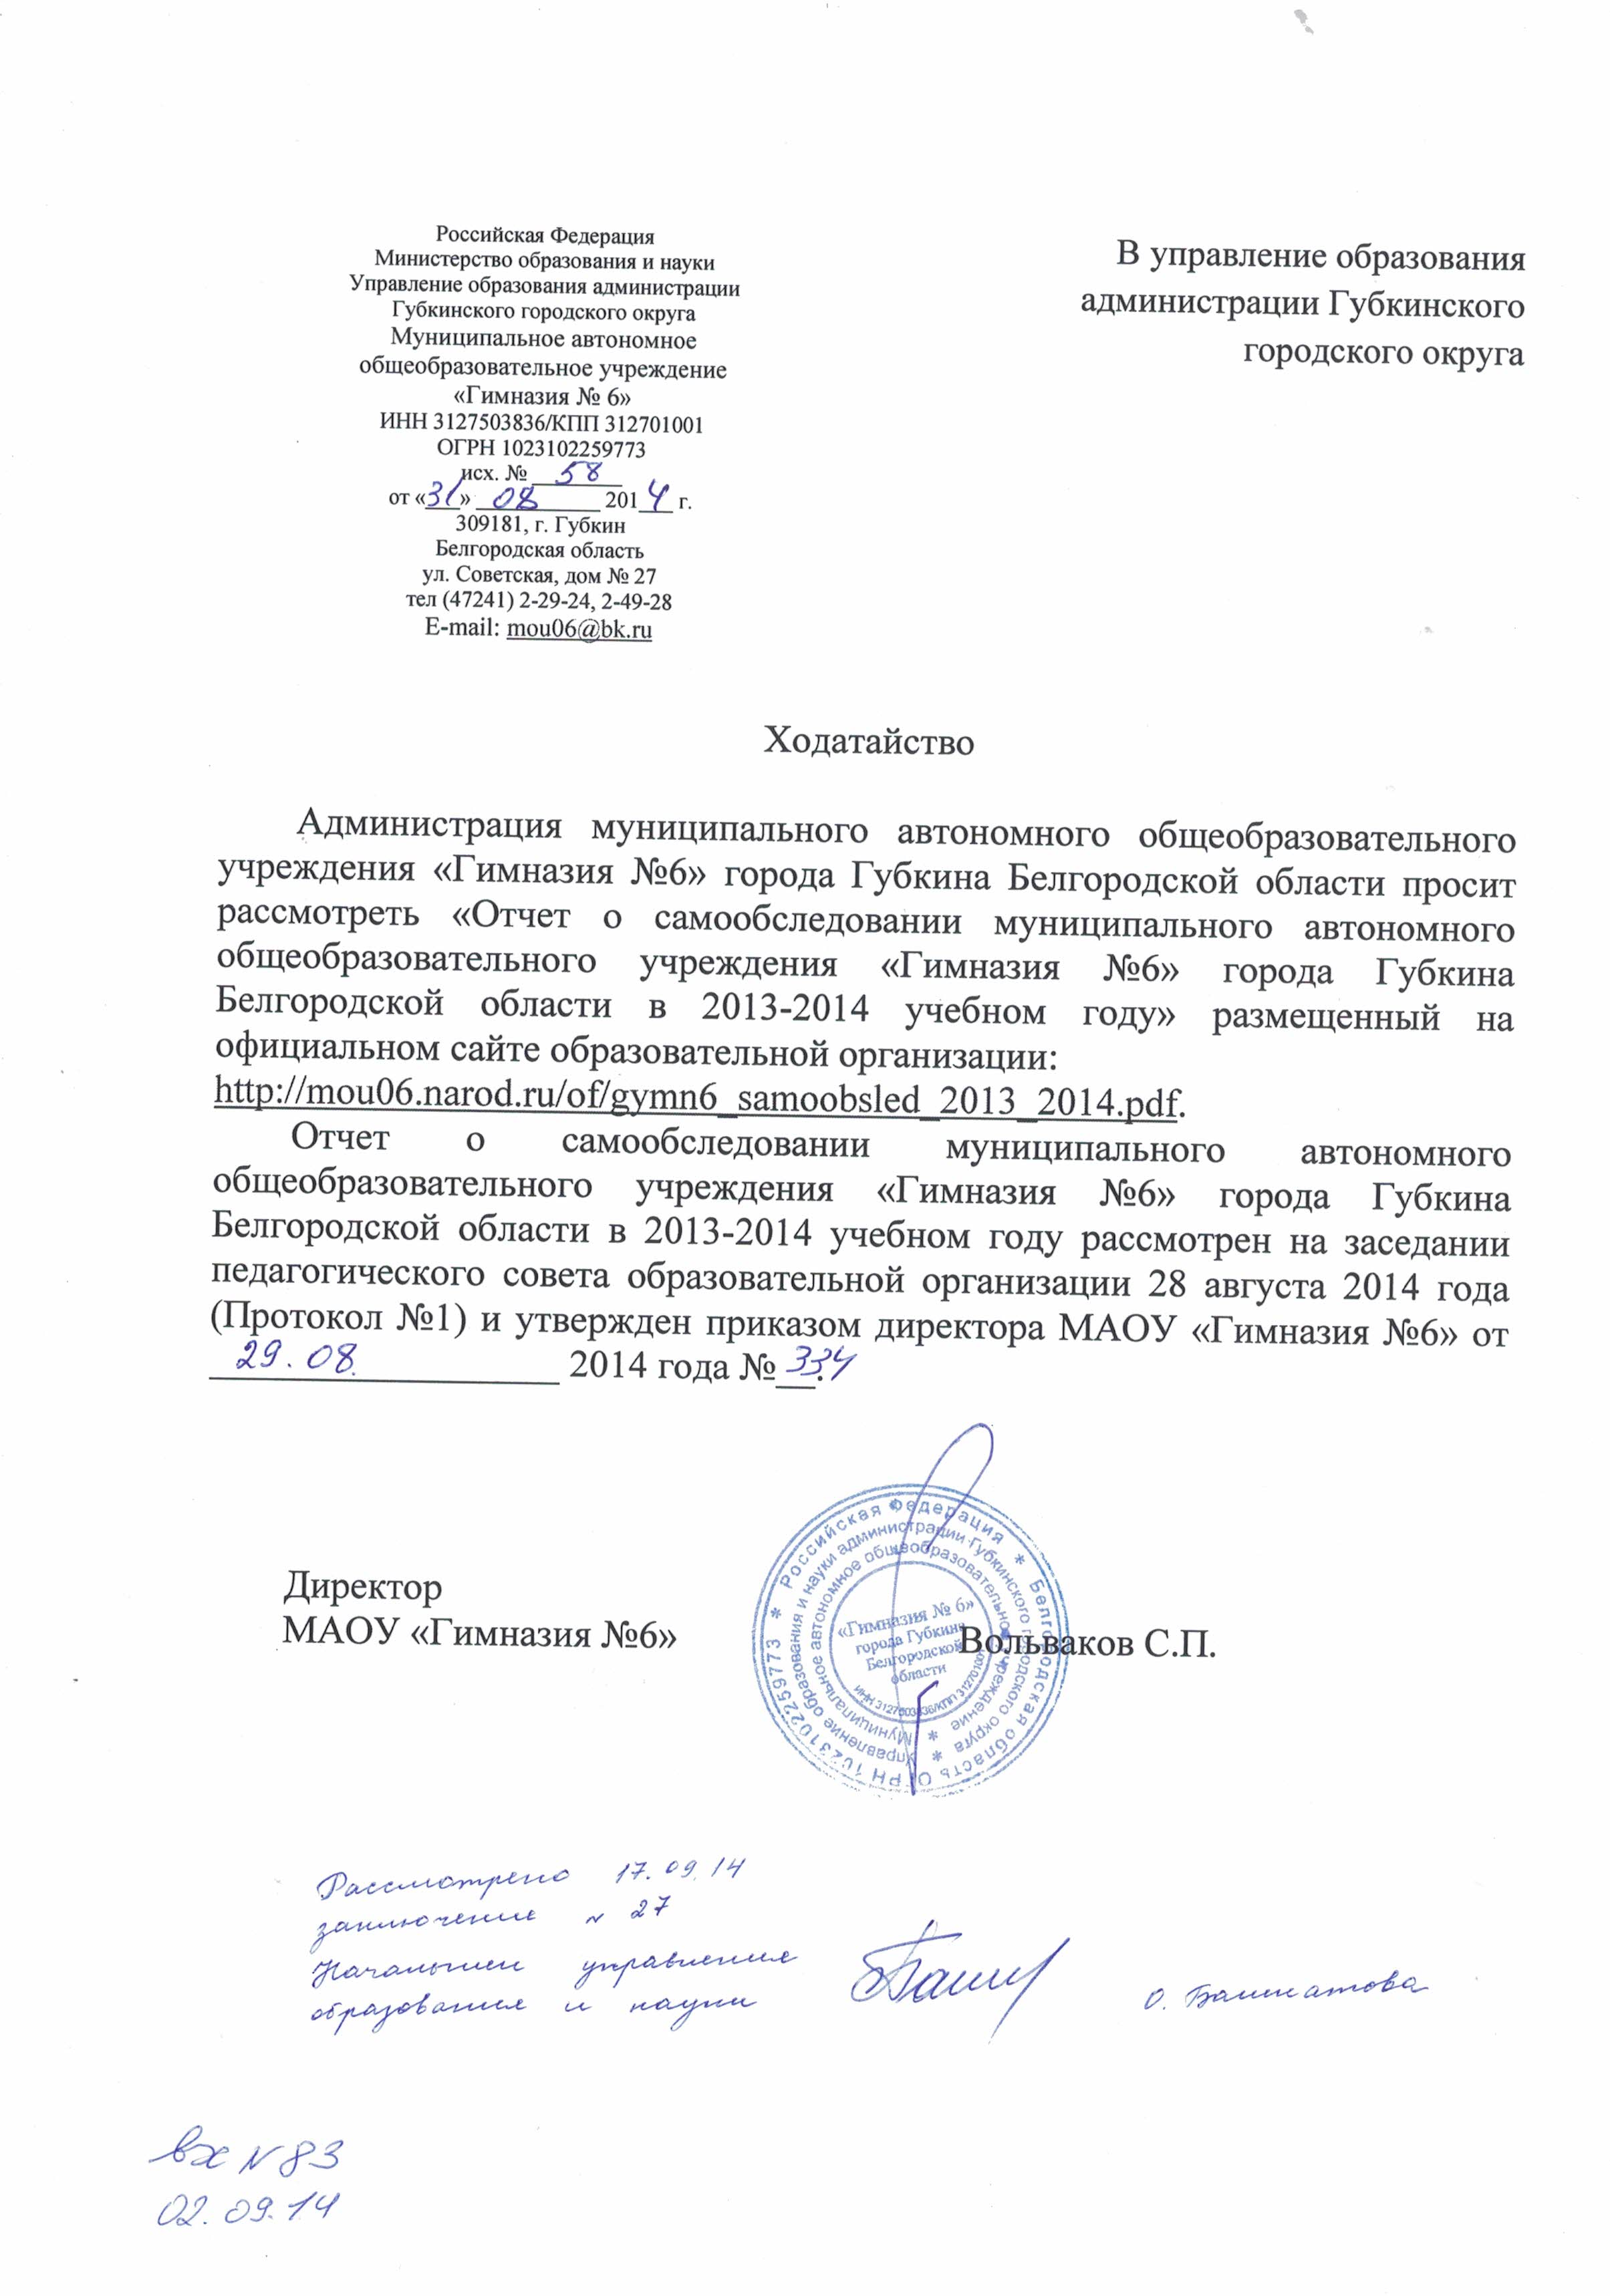 Российская Федерация
Министерство образования и науки
Управление образования администрации
Губкинского городского округа
Муниципальное автономное
общеобразовательное учреждение
«Гимназия № 6»
ИНН 3127503836/КПП 312701001
ОГРН 1023102259773
исх. № 58
от «31» 08 2014 г.
309181, г. Губкин
Белгородская область
ул. Советская, дом № 27
тел (47241) 2-29-24, 2-49-28
E-mail: mou06@bk.ru
В управление образования
администрации Губкинского
городского округа
Ходатайство
Администрация муниципального автономного общеобразовательного
учреждения «Гимназия №6» города Губкина Белгородской области просит
рассмотреть «Отчет о самообследовании муниципального автономного
общеобразовательного учреждения «Гимназия №6» города Губкина
Белгородской области в 2013-2014 учебном году» размещенный на
официальном сайте образовательной организации:
http://mou06.narod.ru/of/gymn6_samoobsled_2013_2014.pdf.
Отчет о самообследовании муниципального автономного
общеобразовательного учреждения «Гимназия №6» города Губкина
Белгородской области в 2013-2014 учебном году рассмотрен на заседании
педагогического совета образовательной организации 28 августа 2014 года
(Протокол №1) и утвержден приказом директора МАОУ «Гимназия №6» от
29.08. 2014 года № 334.
Директор
МАОУ «Гимназия №6»
Вольваков С.П.
* Российская Федерация * Белгородская область ОГРН 1023102259773
Управление образования и науки администрации Губкинского городского округа *
Муниципальное автономное общеобразовательное учреждение *
«Гимназия № 6»
города Губкина
Белгородской
области
ИНН 3127503836/КПП 312701001
Рассмотрено 17.09.14
заключение № 27
Начальник управления
образования и науки
О. Башкатова
вх № 83
02.09.14